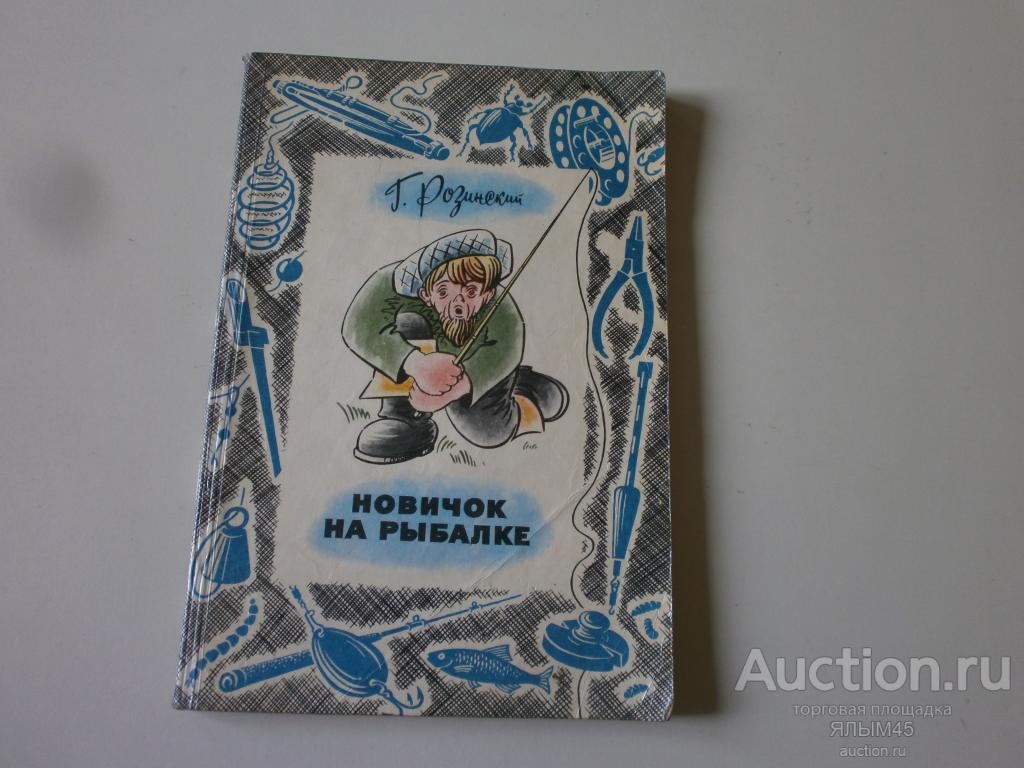 Г. Розинский
НОВИЧОК
НА РЫБАЛКЕ
Auction.ru
торговая площадка
ЯЛЫМ45
auction.ru